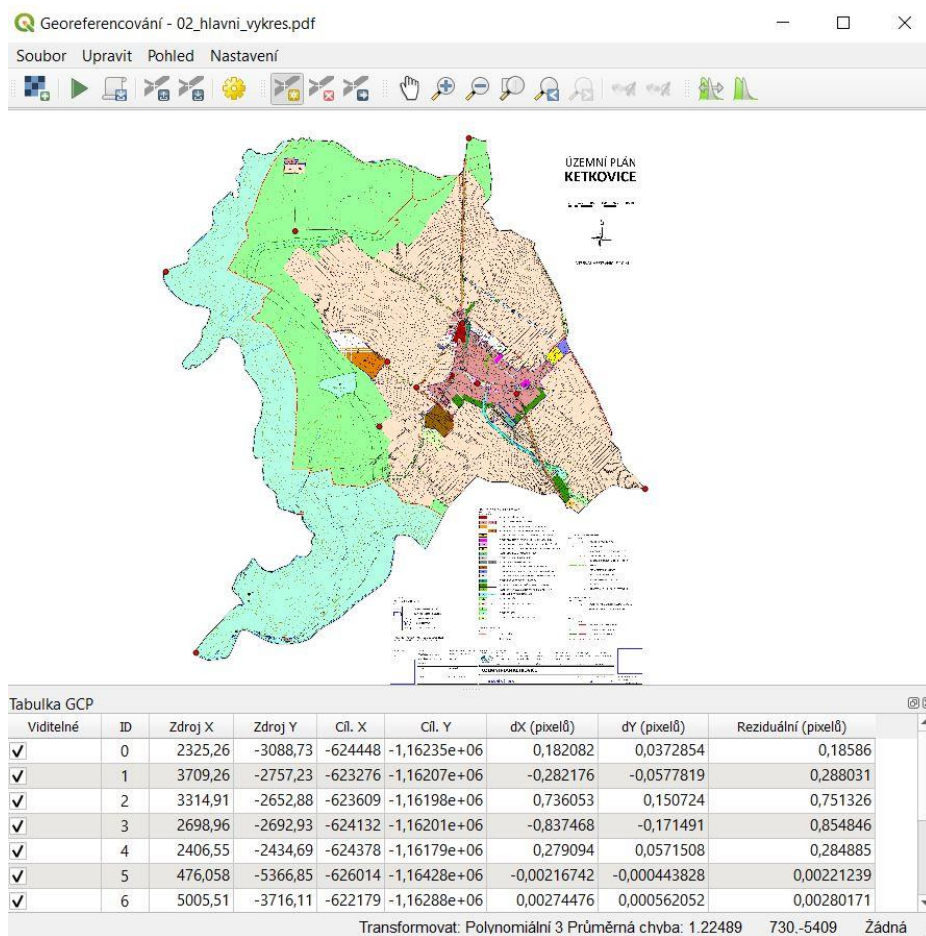 Georeferencování - 02_hlavni_vykres.pdf
Soubor Upravit Pohled Nastavení
ÚZEMNÍ PLÁN
KETKOVICE
Tabulka GCP
Viditelné ID Zdroj X Zdroj Y Cíl. X Cíl. Y dX (pixelů) dY (pixelů) Reziduální (pixelů)
0 2325,26 -3088,73 -624448 -1,16235e+06 0,182082 0,0372854 0,18586
1 3709,26 -2757,23 -623276 -1,16207e+06 -0,282176 -0,0577819 0,288031
2 3314,91 -2652,88 -623609 -1,16198e+06 0,736053 0,150724 0,751326
3 2698,96 -2692,93 -624132 -1,16201e+06 -0,837468 -0,171491 0,854846
4 2406,55 -2434,69 -624378 -1,16179e+06 0,279094 0,0571508 0,284885
5 476,058 -5366,85 -626014 -1,16428e+06 -0,00216742 -0,000443828 0,00221239
6 5005,51 -3716,11 -622179 -1,16288e+06 0,00274476 0,000562052 0,00280171
Transformovat: Polynomiální 3 Průměrná chyba: 1.22489 730,-5409 Žádná